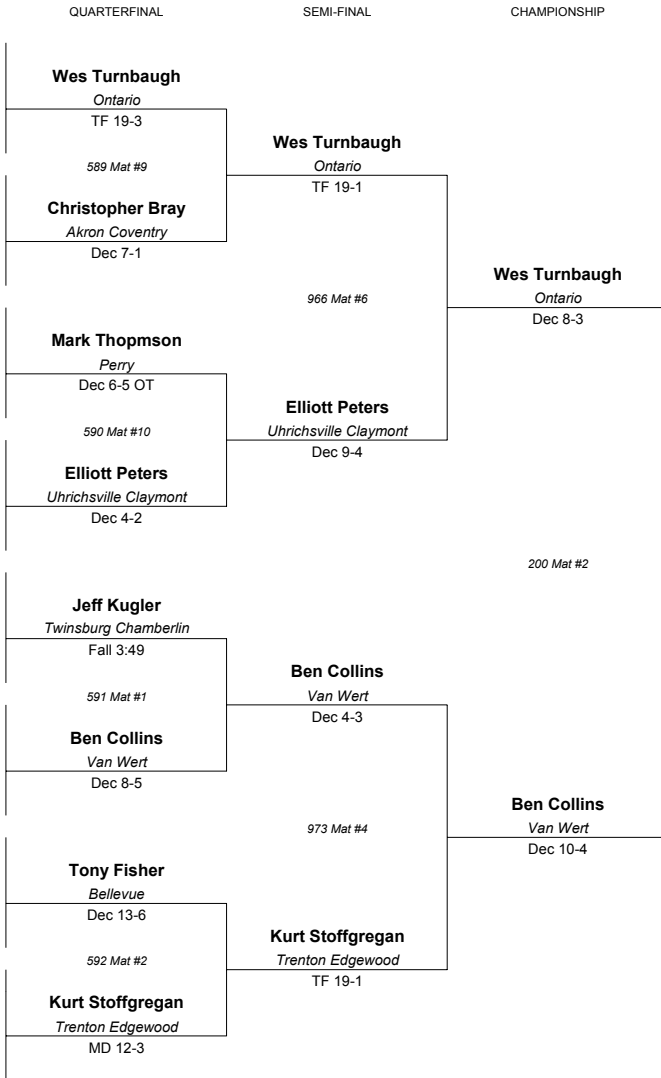 QUARTERFINAL SEMI-FINAL CHAMPIONSHIP
Wes Turnbaugh
Ontario
TF 19-3
589 Mat #9
Christopher Bray
Akron Coventry
Dec 7-1
Mark Thopmson
Perry
Dec 6-5 OT
590 Mat #10
Elliott Peters
Uhrichsville Claymont
Dec 4-2
Jeff Kugler
Twinsburg Chamberlin
Fall 3:49
591 Mat #1
Ben Collins
Van Wert
Dec 8-5
Tony Fisher
Bellevue
Dec 13-6
592 Mat #2
Kurt Stoffgregan
Trenton Edgewood
MD 12-3
Wes Turnbaugh
Ontario
TF 19-1
966 Mat #6
Elliott Peters
Uhrichsville Claymont
Dec 9-4
Ben Collins
Van Wert
Dec 4-3
973 Mat #4
Kurt Stoffgregan
Trenton Edgewood
TF 19-1
Wes Turnbaugh
Ontario
Dec 8-3
200 Mat #2
Ben Collins
Van Wert
Dec 10-4